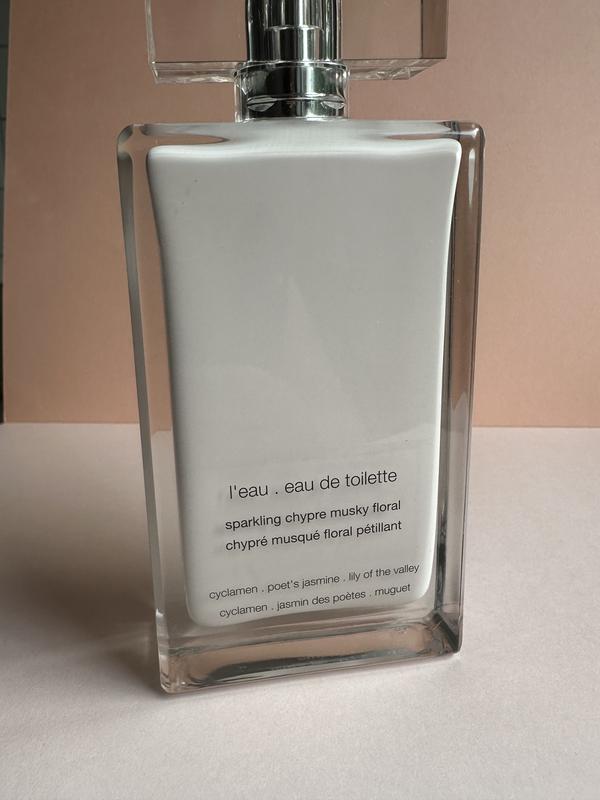 l'eau . eau de toilette
sparkling chypre musky floral
chypré musqué floral pétillant
cyclamen . poet's jasmine . lily of the valley
cyclamen . jasmin des poètes . muguet